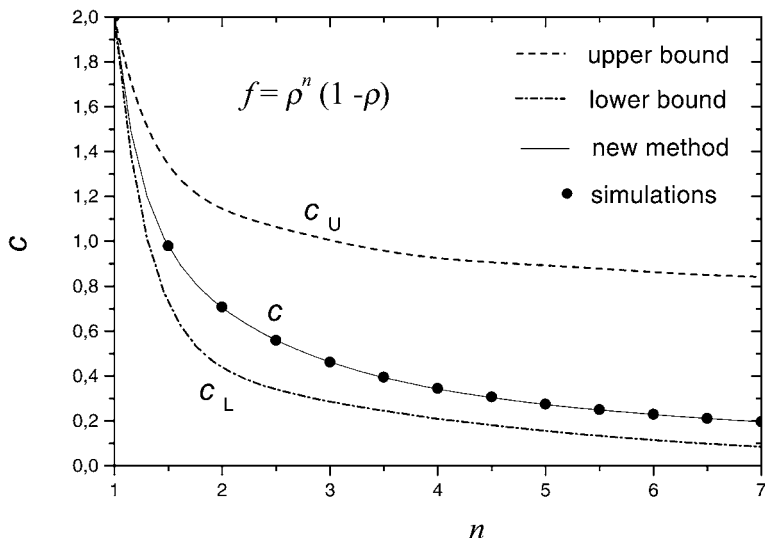 2,0
1,8
1,6
1,4
1,2
1,0
0,8
0,6
0,4
0,2
0,0
c
f = ρⁿ (1 - ρ)
upper bound
lower bound
new method
simulations
c U
c
c L
1 2 3 4 5 6 7
n